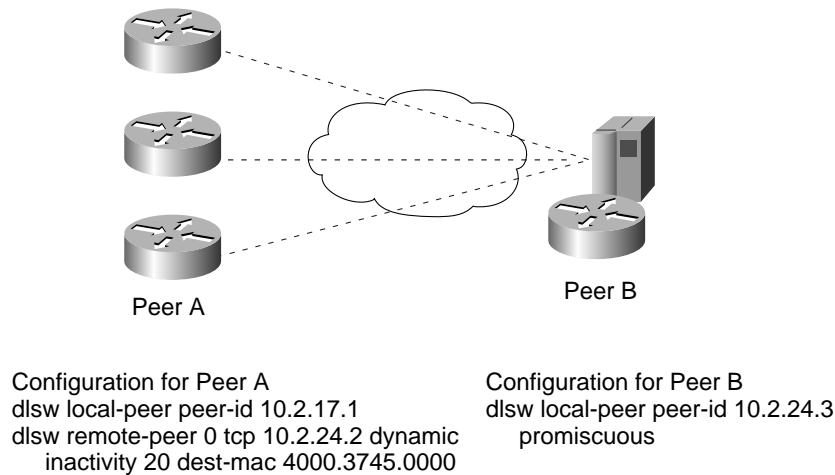 Peer A
Peer B
Configuration for Peer A
dlsw local-peer peer-id 10.2.17.1
dlsw remote-peer 0 tcp 10.2.24.2 dynamic
inactivity 20 dest-mac 4000.3745.0000
Configuration for Peer B
dlsw local-peer peer-id 10.2.24.3
promiscuous